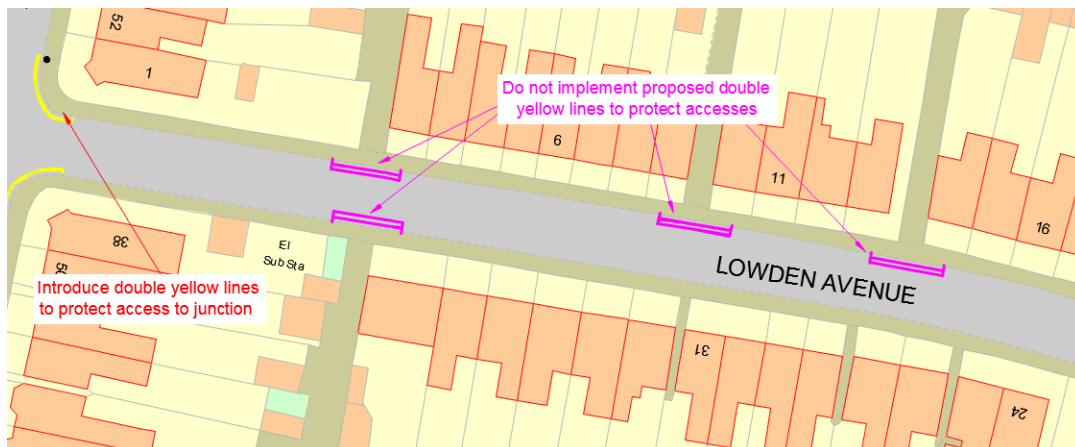 52
1
Do not implement proposed double
yellow lines to protect accesses
6
11
16
38
El
Sub Sta
50
Introduce double yellow lines
to protect access to junction
LOWDEN AVENUE
31
24